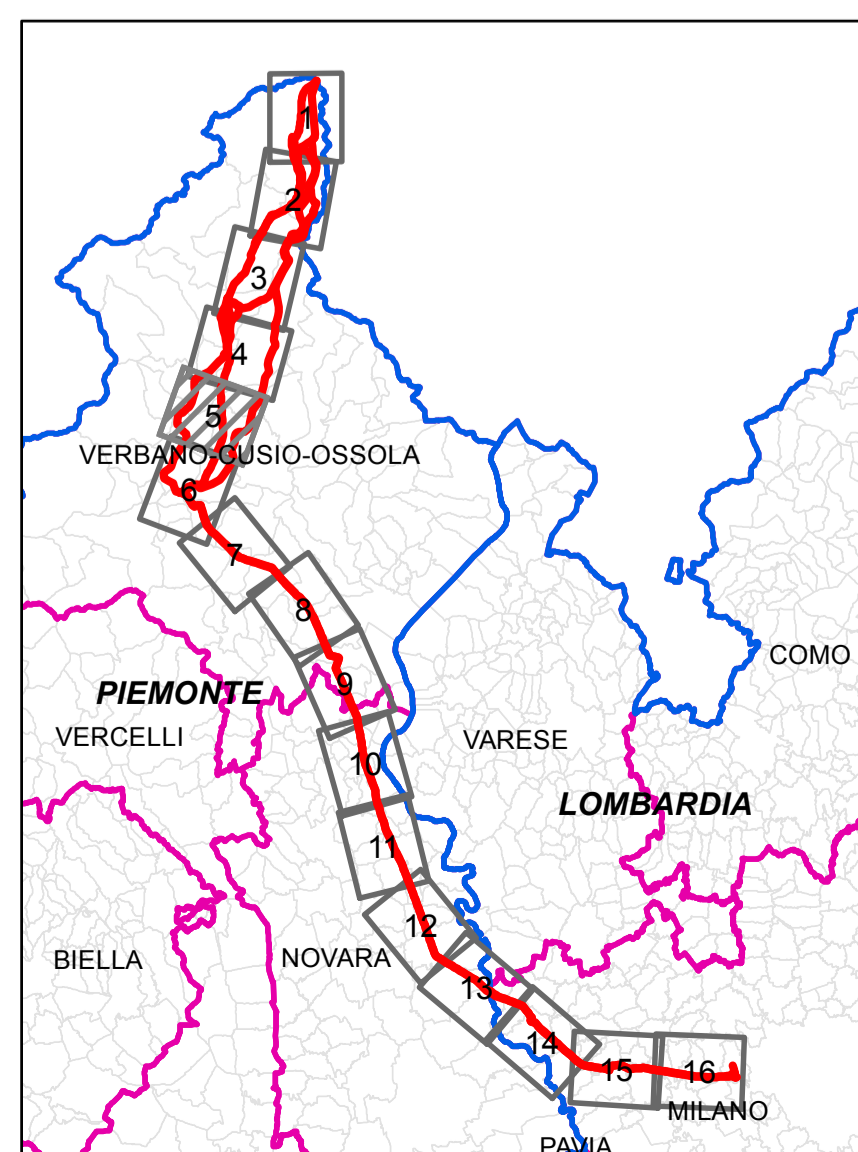 1
2
3
4
5
VERBANO-CUSIO-OSSOLA
6
7
8
COMO
9
PIEMONTE
VERCELLI
VARESE
10
LOMBARDIA
11
12
NOVARA
BIELLA
13
14
15
16
MILANO
PAVIA